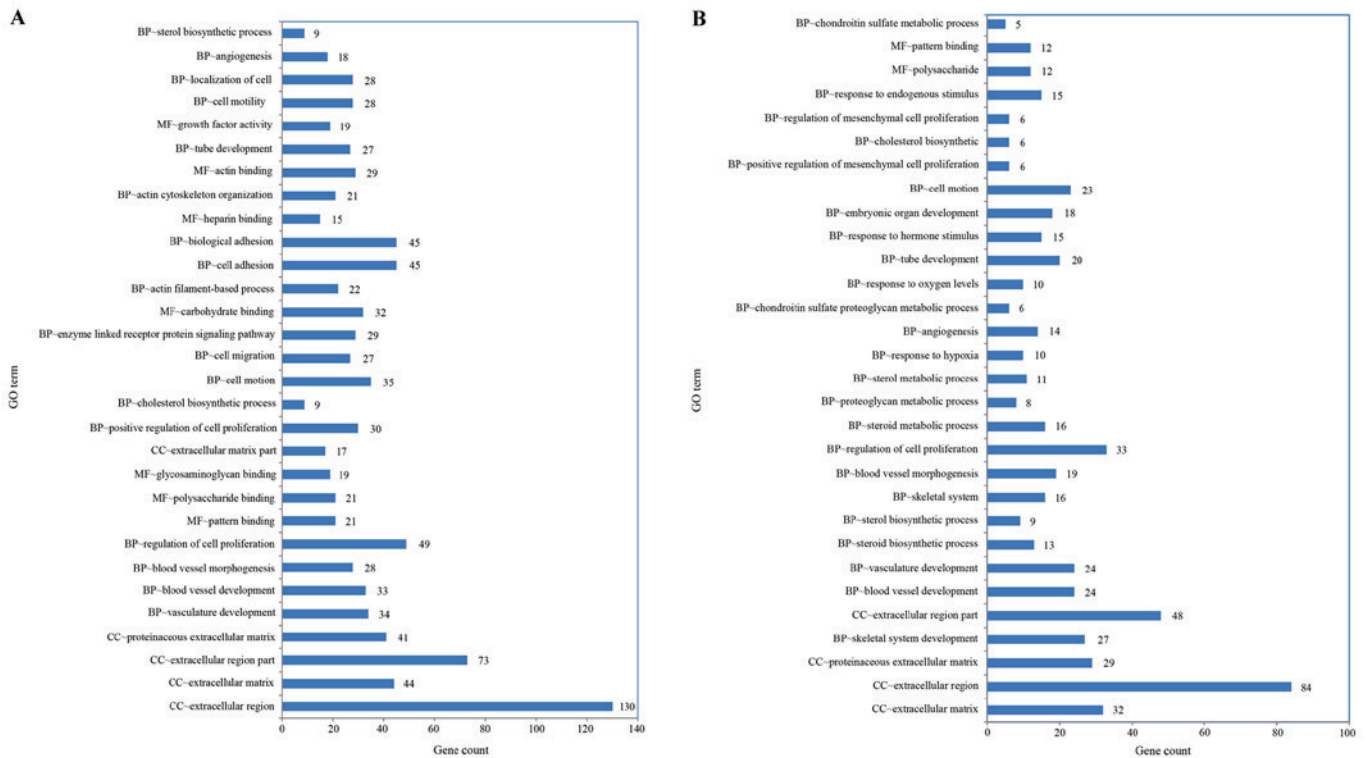 A
BP~sterol biosynthetic process 9
BP~angiogenesis 18
BP~localization of cell 28
BP~cell motility 28
MF~growth factor activity 19
BP~tube development 27
MF~actin binding 29
BP~actin cytoskeleton organization 21
MF~heparin binding 15
BP~biological adhesion 45
BP~cell adhesion 45
BP~actin filament-based process 22
MF~carbohydrate binding 32
BP~enzyme linked receptor protein signaling pathway 29
BP~cell migration 27
BP~cell motion 35
BP~cholesterol biosynthetic process 9
BP~positive regulation of cell proliferation 30
CC~extracellular matrix part 17
MF~glycosaminoglycan binding 19
MF~polysaccharide binding 21
MF~pattern binding 21
BP~regulation of cell proliferation 49
BP~blood vessel morphogenesis 28
BP~blood vessel development 33
BP~vasculature development 34
CC~proteinaceous extracellular matrix 41
CC~extracellular region part 73
CC~extracellular matrix 44
CC~extracellular region 130
GO term
0 20 40 60 80 100 120 140
Gene count
B
BP~chondroitin sulfate metabolic process 5
MF~pattern binding 12
MF~polysaccharide 12
BP~response to endogenous stimulus 15
BP~regulation of mesenchymal cell proliferation 6
BP~cholesterol biosynthetic 6
BP~positive regulation of mesenchymal cell proliferation 6
BP~cell motion 23
BP~embryonic organ development 18
BP~response to hormone stimulus 15
BP~tube development 20
BP~response to oxygen levels 10
BP~chondroitin sulfate proteoglycan metabolic process 6
BP~angiogenesis 14
BP~response to hypoxia 10
BP~sterol metabolic process 11
BP~proteoglycan metabolic process 8
BP~steroid metabolic process 16
BP~regulation of cell proliferation 33
BP~blood vessel morphogenesis 19
BP~skeletal system 16
BP~sterol biosynthetic process 9
BP~steroid biosynthetic process 13
BP~vasculature development 24
BP~blood vessel development 24
CC~extracellular region part 48
BP~skeletal system development 27
CC~proteinaceous extracellular matrix 29
CC~extracellular region 84
CC~extracellular matrix 32
GO term
0 20 40 60 80 100
Gene count